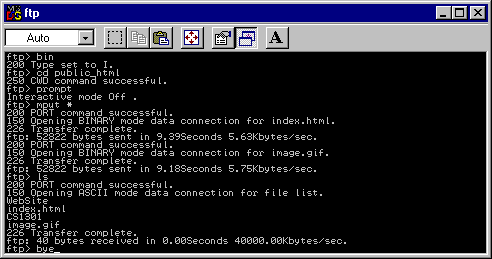 ftp
Auto
A
ftp> bin
200 Type set to I.
ftp> cd public_html
250 CWD command successful.
ftp> prompt
Interactive mode Off .
ftp> mput *
200 PORT command successful.
150 Opening BINARY mode data connection for index.html.
226 Transfer complete.
ftp: 52822 bytes sent in 9.39Seconds 5.63Kbytes/sec.
150 Opening BINARY mode data connection for image.gif.
226 Transfer complete.
ftp: 52822 bytes sent in 9.18Seconds 5.75Kbytes/sec.
ftp> ls
200 PORT command successful.
150 Opening ASCII mode data connection for file list.
WebSite
index.html
CS1301
image.gif
226 Transfer complete.
ftp: 40 bytes received in 0.00Seconds 40000.00Kbytes/sec.
ftp> bye_